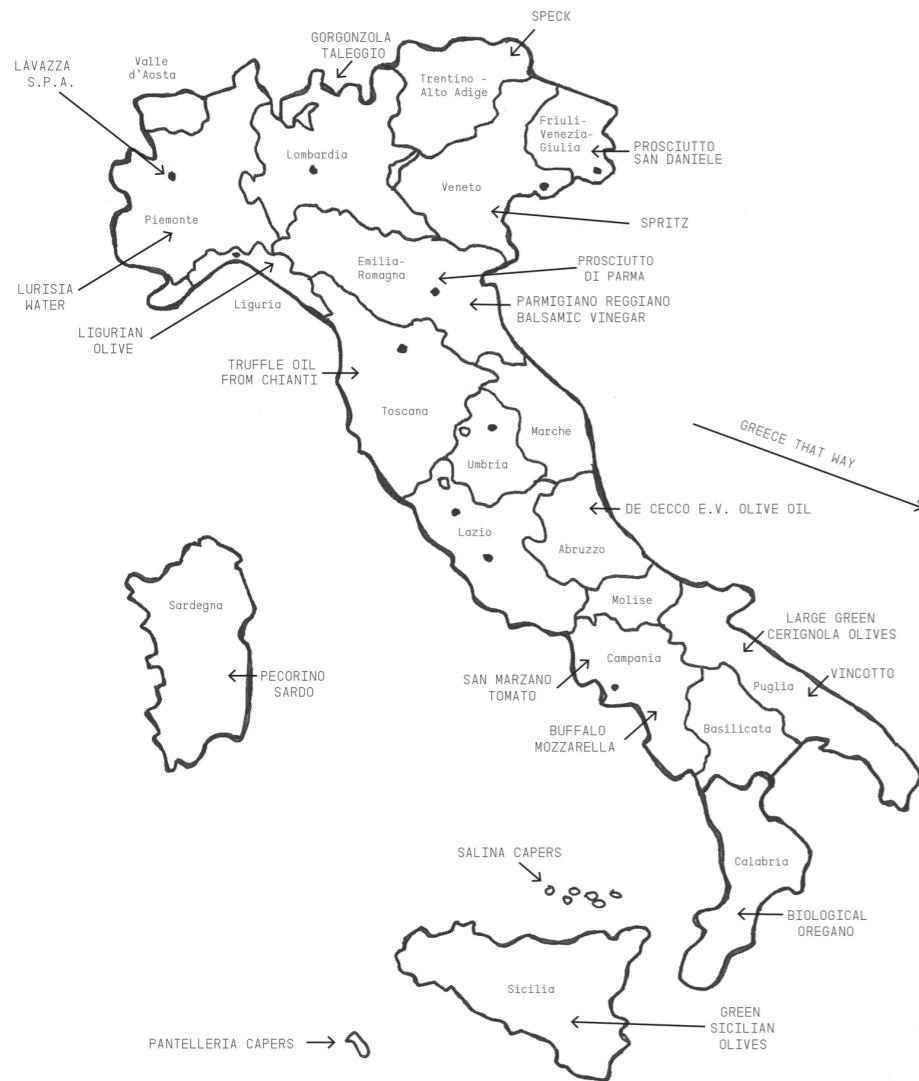 SPECK
GORGONZOLA
TALEGGIO
LAVAZZA
S.P.A.
Valle
d'Aosta
Trentino -
Alto Adige
Friuli-
Venezia-
Giulia
PROSCIUTTO
SAN DANIELE
Lombardia
Veneto
SPRITZ
Piemonte
Emilia-
Romagna
PROSCIUTTO
DI PARMA
LURISIA
WATER
Liguria
PARMIGIANO REGGIANO
BALSAMIC VINEGAR
LIGURIAN
OLIVE
TRUFFLE OIL
FROM CHIANTI
Toscana
Marche
GREECE THAT WAY
Umbria
DE CECCO E.V. OLIVE OIL
Lazio
Abruzzo
Molise
Sardegna
LARGE GREEN
CERIGNOLA OLIVES
PECORINO
SARDO
SAN MARZANO
TOMATO
Campania
Puglia
VINCOTTO
BUFFALO
MOZZARELLA
Basilicata
SALINA CAPERS
Calabria
BIOLOGICAL
OREGANO
Sicilia
GREEN
SICILIAN
OLIVES
PANTELLERIA CAPERS